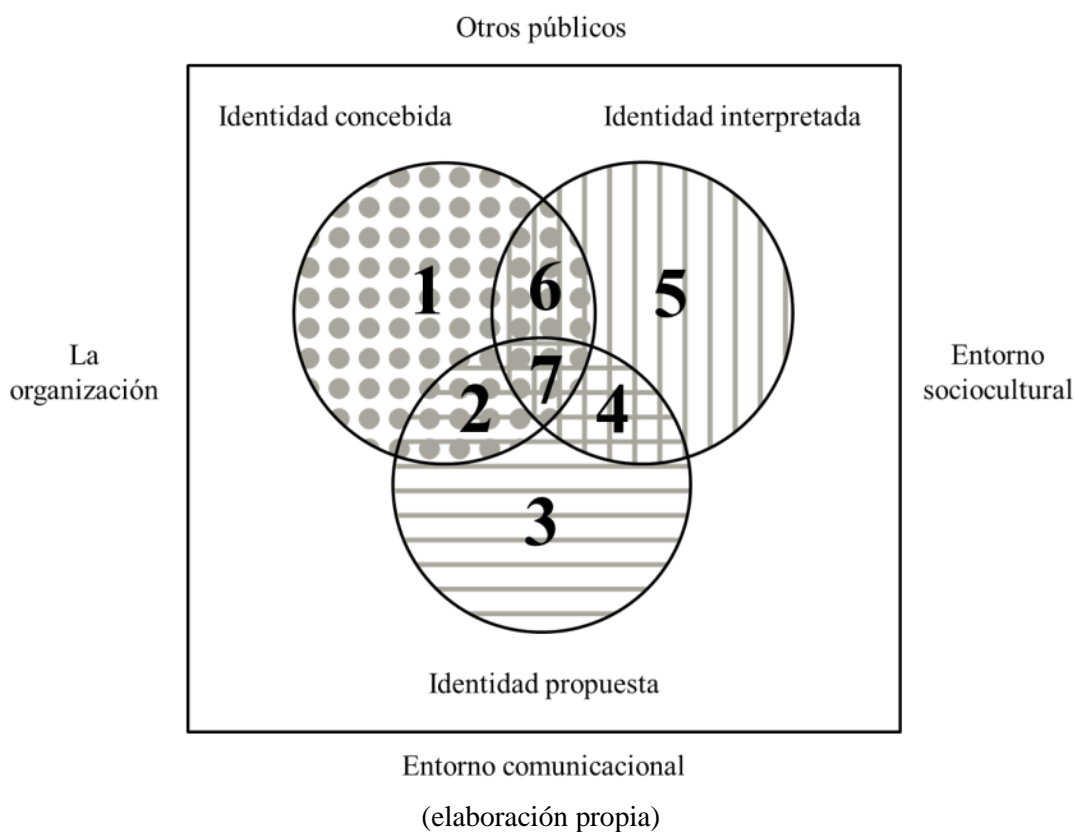 Otros públicos
Identidad concebida
Identidad interpretada
1
6
5
La
organización
Entorno
sociocultural
7
2
4
3
Identidad propuesta
Entorno comunicacional
(elaboración propia)